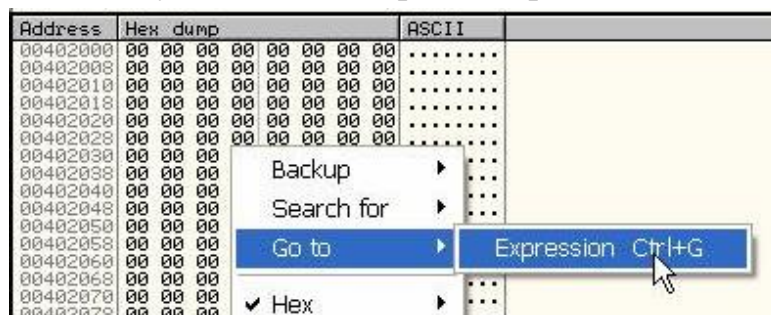 Address Hex dump ASCII
00402000 00 00 00 00 00 00 00 00 ........
00402008 00 00 00 00 00 00 00 00 ........
00402010 00 00 00 00 00 00 00 00 ........
00402018 00 00 00 00 00 00 00 00 ........
00402020 00 00 00 00 00 00 00 00 ........
00402028 00 00 00 00 00 00 00 00 ........
00402030 00 00 00
00402038 00 00 00 Backup
00402040 00 00 00
00402048 00 00 00 Search for
00402050 00 00 00
00402058 00 00 00 Go to Expression Ctrl+G
00402060 00 00 00
00402068 00 00 00
00402070 00 00 00 Hex
00402078 00 00 00